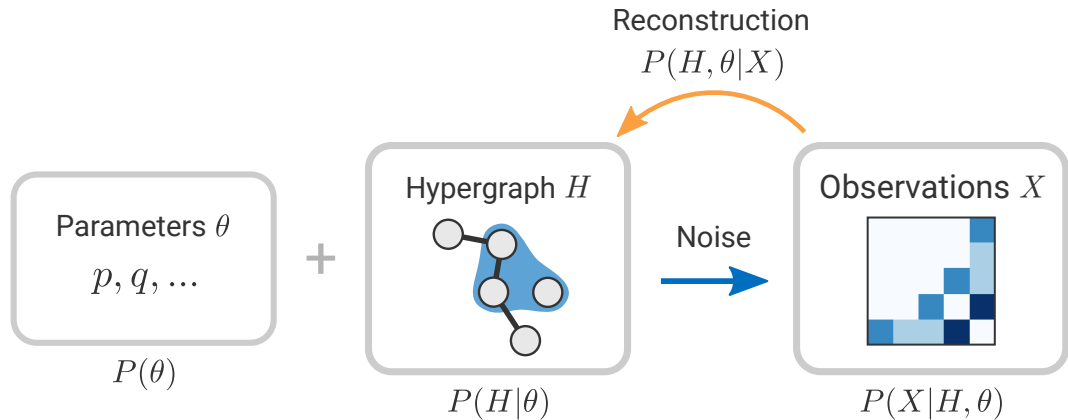 Reconstruction
P(H, θ|X)
Parameters θ
p, q, ...
P(θ)
+
Hypergraph H
P(H|θ)
Noise
Observations X
P(X|H, θ)